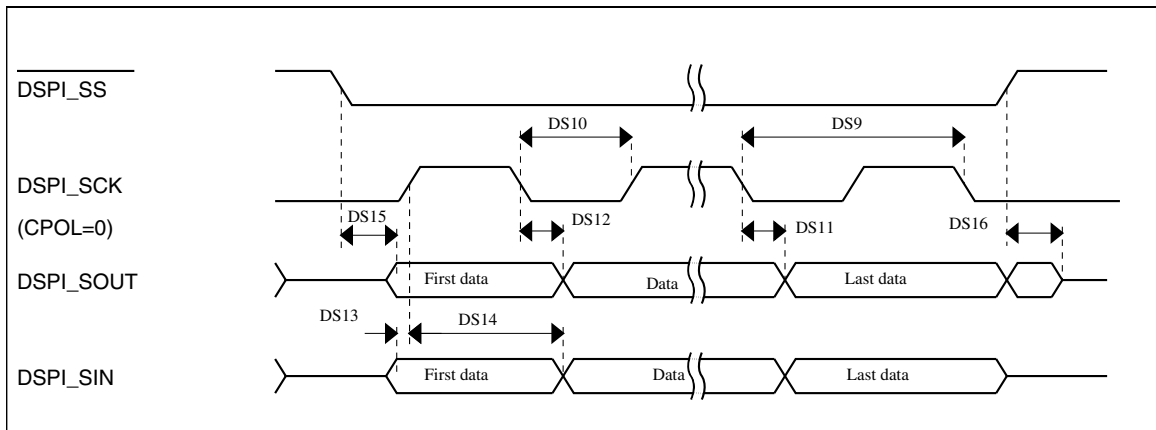 DSPI_SS
DS10
DS9
DSPI_SCK
(CPOL=0)
DS15
DS12
DS11
DS16
DSPI_SOUT
First data
Data
Last data
DS13
DS14
DSPI_SIN
First data
Data
Last data